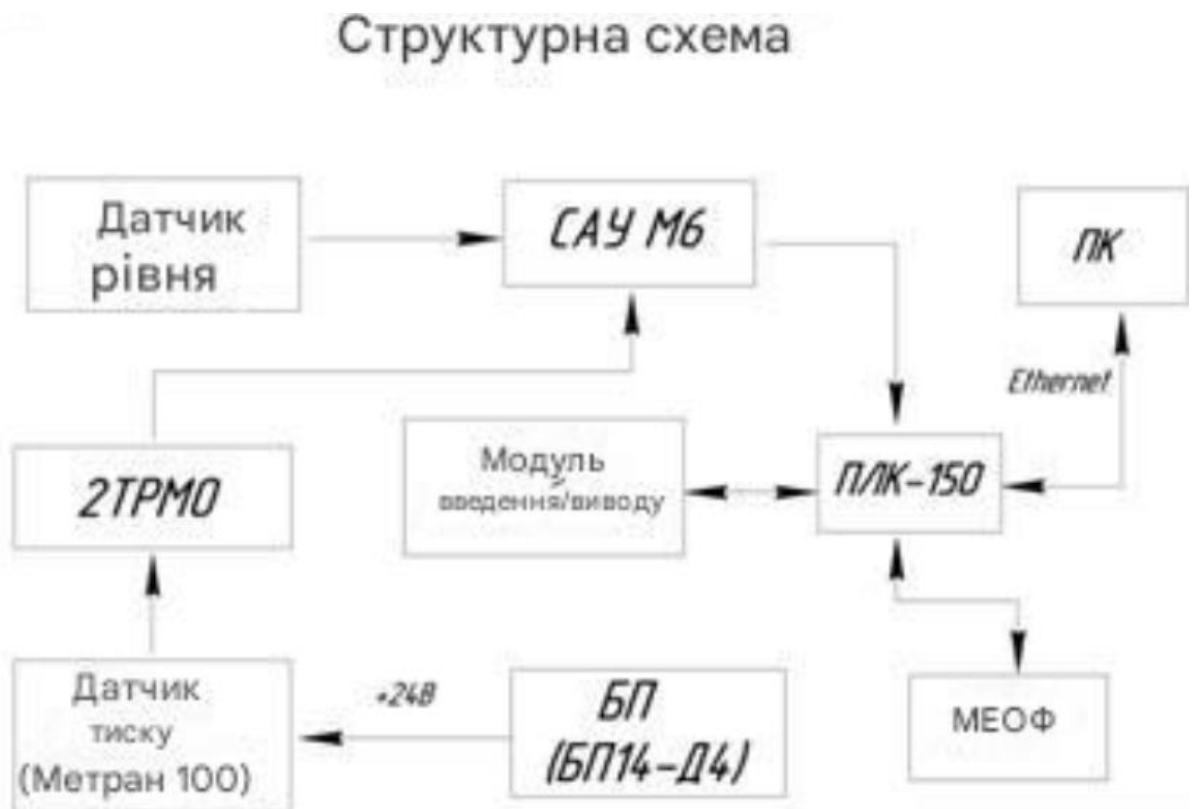 Структурна схема
Датчик
рівня
САУ М6
ПК
Ethernet
2ТРМ0
Модуль
введення/виводу
ПЛК-150
Датчик
тиску
(Метран 100)
+24В
БП
(БП14-Д4)
МЕОФ